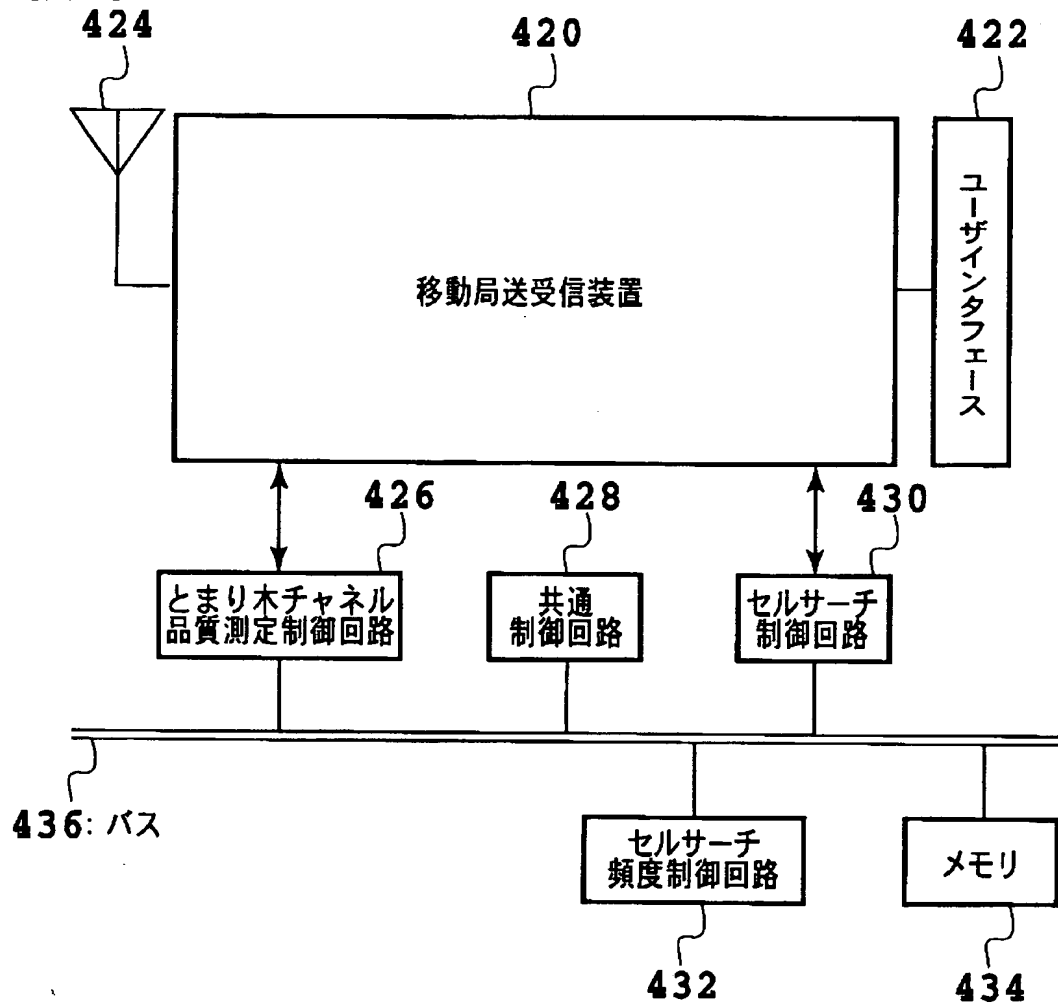 424
420
422
移動局送受信装置
ユーザインタフェース
426
428
430
とまり木チャネル
品質測定制御回路
共通
制御回路
セルサーチ
制御回路
436: バス
セルサーチ
頻度制御回路
メモリ
432
434